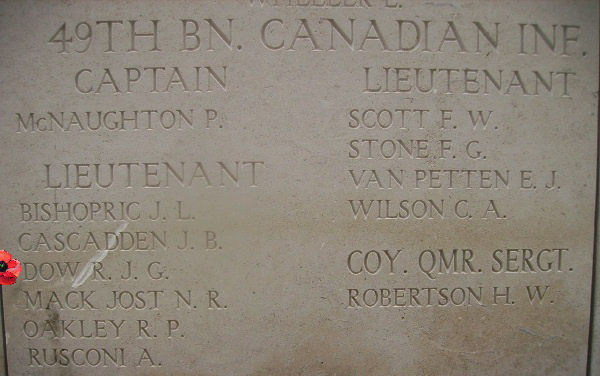 WHEELER L.
49TH BN. CANADIAN INF.
CAPTAIN
McNAUGHTON P.
LIEUTENANT
BISHOPRIC J. L.
CASCADDEN J. B.
DOW R. J. G.
MACK JOST N. R.
OAKLEY R. P.
RUSCONI A.
LIEUTENANT
SCOTT F. W.
STONE F. G.
VAN PETTEN E. J.
WILSON C. A.
COY. QMR. SERGT.
ROBERTSON H. W.